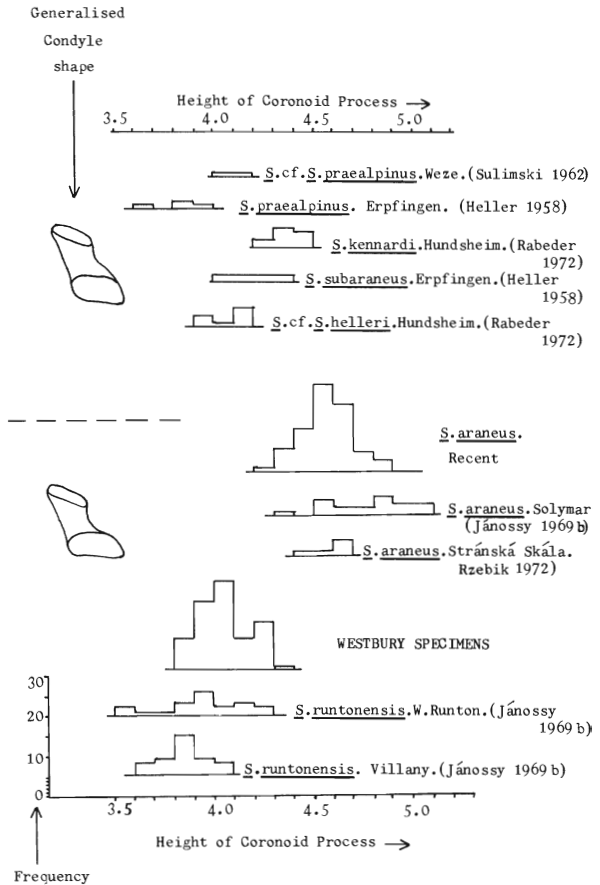 Generalised
Condyle
shape
Height of Coronoid Process →
3.5 4.0 4.5 5.0
S.cf.S.praealpinus.Weze.(Sulimski 1962)
S.praealpinus. Erpfingen. (Heller 1958)
S.kennardi.Hundsheim.(Rabeder
1972)
S.subaraneus.Erpfingen.(Heller
1958)
S.cf.S.helleri.Hundsheim.(Rabeder
1972)
S.araneus.
Recent
S.araneus.Solymar
(Jánossy 1969b)
S.araneus.Stránská Skála.
Rzebik 1972)
WESTBURY SPECIMENS
30
20
10
0
S.runtonensis.W.Runton.(Jánossy
1969b)
S.runtonensis. Villany.(Jánossy 1969b)
3.5 4.0 4.5 5.0
Height of Coronoid Process →
Frequency